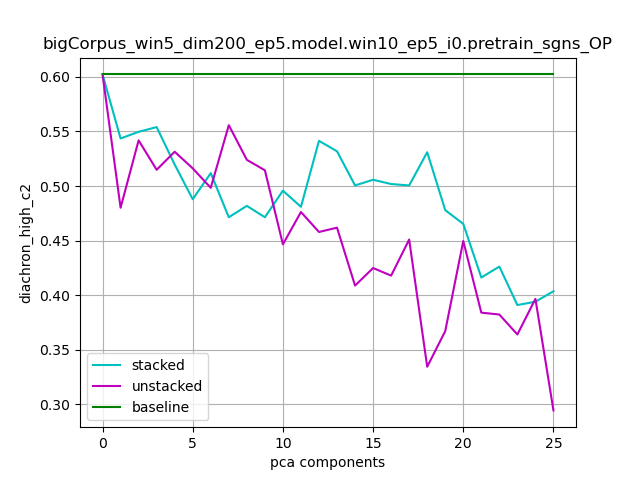 bigCorpus_win5_dim200_ep5.model.win10_ep5_i0.pretrain_sgns_OP
0.60
0.55
0.50
0.45
0.40
0.35
0.30
diachron_high_c2
stacked
unstacked
baseline
0 5 10 15 20 25
pca components